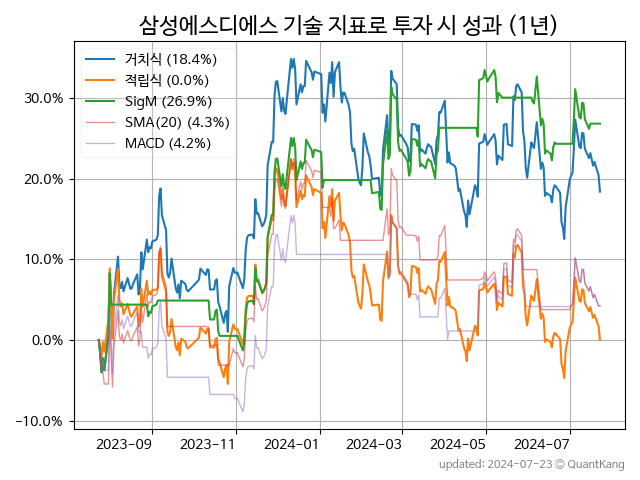 삼성에스디에스 기술 지표로 투자 시 성과 (1년)
거치식 (18.4%)
적립식 (0.0%)
SigM (26.9%)
SMA(20) (4.3%)
MACD (4.2%)
30.0%
20.0%
10.0%
0.0%
−10.0%
2023−09 2023−11 2024−01 2024−03 2024−05 2024−07
updated: 2024-07-23 © QuantKang